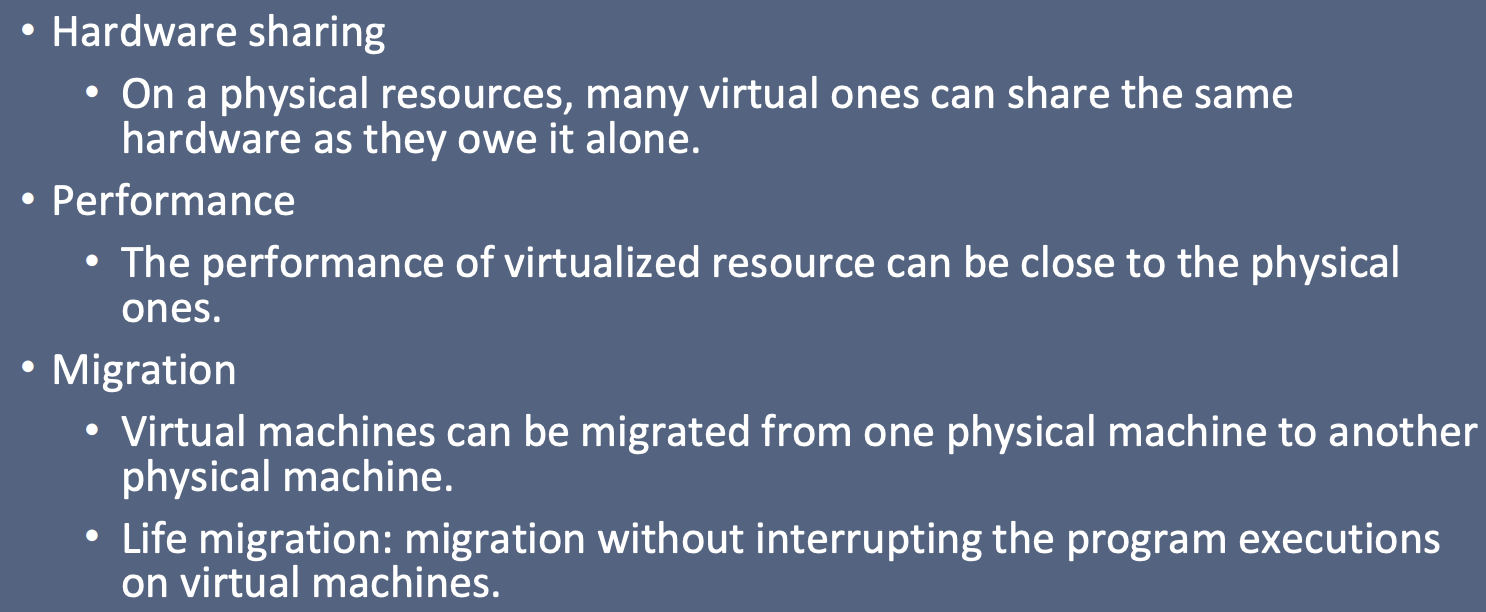 • Hardware sharing
• On a physical resources, many virtual ones can share the same
hardware as they owe it alone.
• Performance
• The performance of virtualized resource can be close to the physical
ones.
• Migration
• Virtual machines can be migrated from one physical machine to another
physical machine.
• Life migration: migration without interrupting the program executions
on virtual machines.